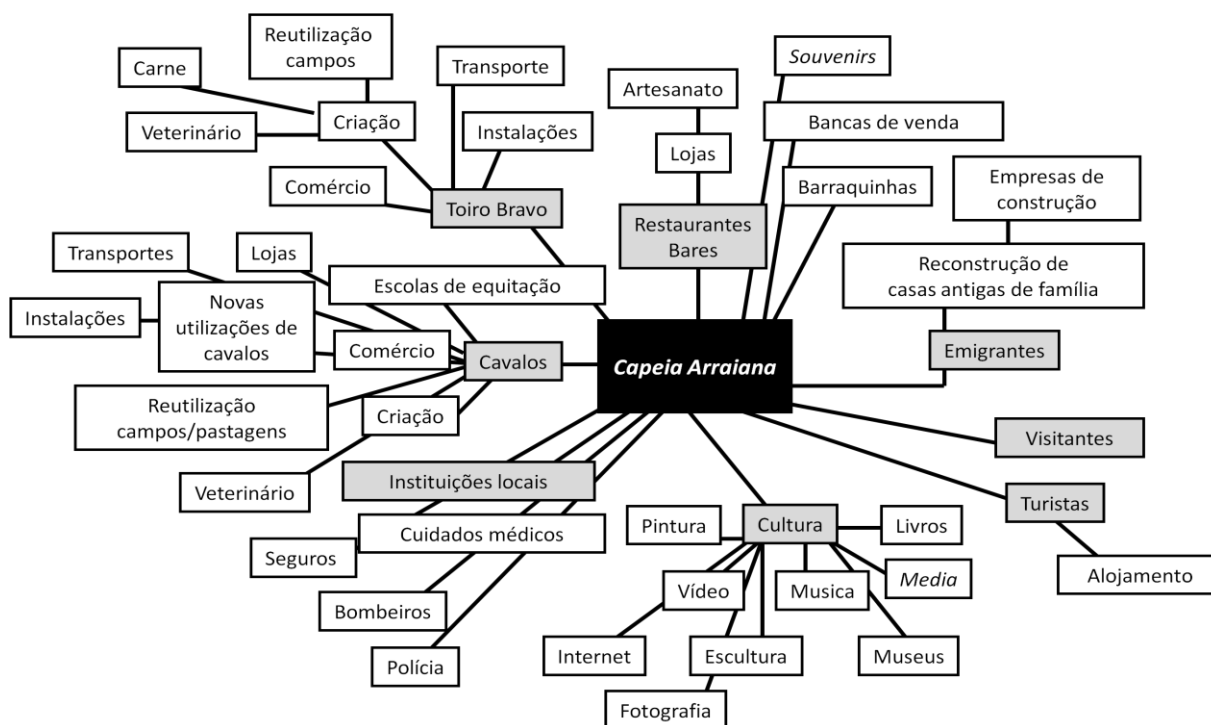 Reutilização
campos
Souvenirs
Carne
Transporte
Artesanato
Criação
Bancas de venda
Veterinário
Instalações
Lojas
Empresas de
construção
Comércio
Barraquinhas
Toiro Bravo
Restaurantes
Bares
Transportes
Lojas
Reconstrução de
casas antigas de família
Escolas de equitação
Instalações
Novas
utilizações de
cavalos
Comércio
Cavalos
Capeia Arraiana
Emigrantes
Reutilização
campos/pastagens
Criação
Visitantes
Instituições locais
Veterinário
Turistas
Cuidados médicos
Pintura
Cultura
Livros
Seguros
Alojamento
Vídeo
Musica
Media
Bombeiros
Polícia
Internet
Escultura
Museus
Fotografia